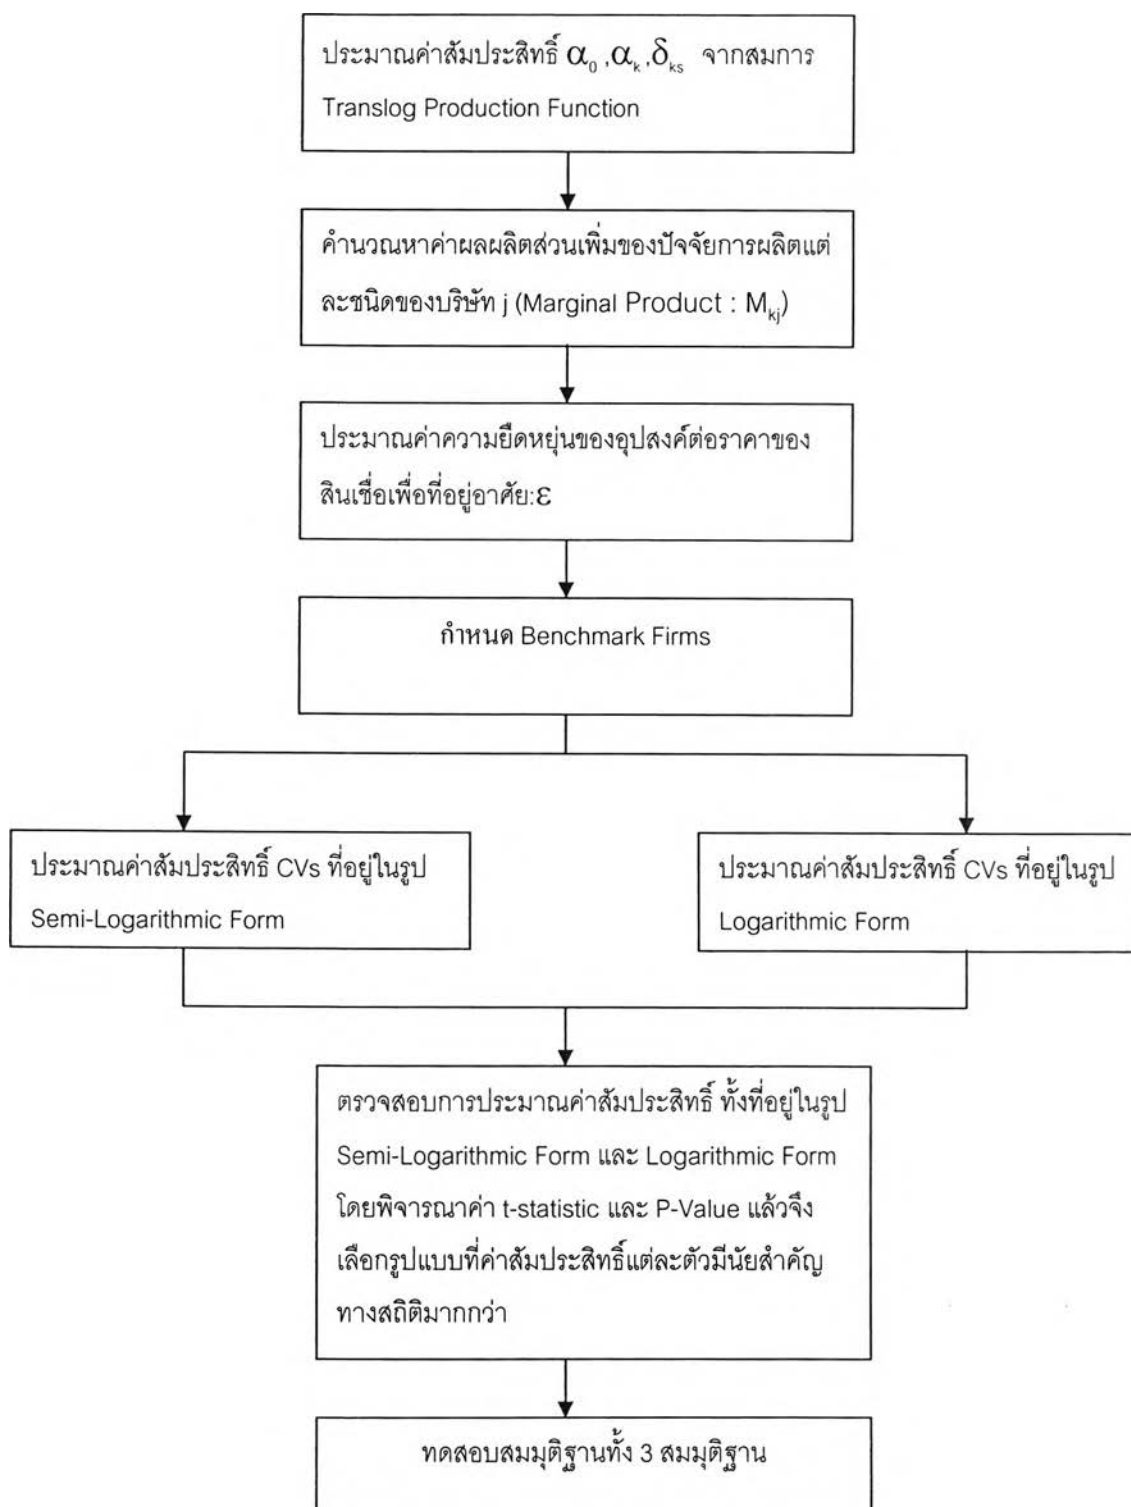 ประมาณค่าสัมประสิทธิ์ α₀ ,αₖ,δₖₛ จากสมการ
Translog Production Function
คำนวณหาค่าผลผลิตส่วนเพิ่มของปัจจัยการผลิตแต่
ละชนิดของบริษัท j (Marginal Product : Mₖⱼ)
ประมาณค่าความยืดหยุ่นของอุปสงค์ต่อราคาของ
สินเชื่อเพื่อที่อยู่อาศัย:ε
กำหนด Benchmark Firms
ประมาณค่าสัมประสิทธิ์ CVs ที่อยู่ในรูป
Semi-Logarithmic Form
ประมาณค่าสัมประสิทธิ์ CVs ที่อยู่ในรูป
Logarithmic Form
ตรวจสอบการประมาณค่าสัมประสิทธิ์ ทั้งที่อยู่ในรูป
Semi-Logarithmic Form และ Logarithmic Form
โดยพิจารณาค่า t-statistic และ P-Value แล้วจึง
เลือกรูปแบบที่ค่าสัมประสิทธิ์แต่ละตัวมีนัยสำคัญ
ทางสถิติมากกว่า
ทดสอบสมมุติฐานทั้ง 3 สมมุติฐาน